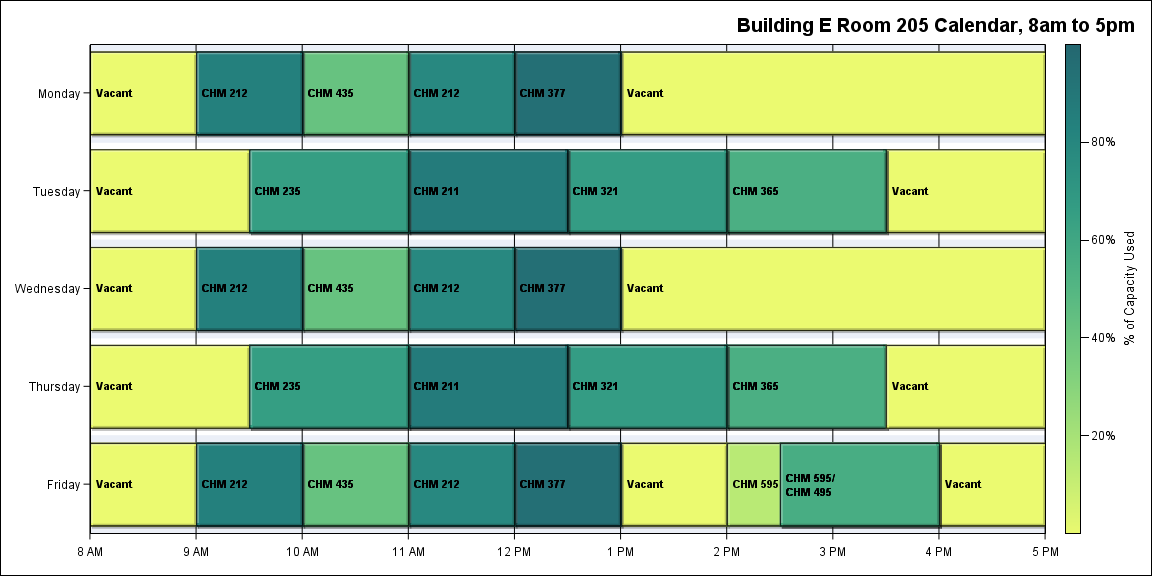 Building E Room 205 Calendar, 8am to 5pm
Monday
Vacant
CHM 212
CHM 435
CHM 212
CHM 377
Vacant
Tuesday
Vacant
CHM 235
CHM 211
CHM 321
CHM 365
Vacant
Wednesday
Vacant
CHM 212
CHM 435
CHM 212
CHM 377
Vacant
Thursday
Vacant
CHM 235
CHM 211
CHM 321
CHM 365
Vacant
Friday
Vacant
CHM 212
CHM 435
CHM 212
CHM 377
Vacant
CHM 595
CHM 595/
CHM 495
Vacant
8 AM
9 AM
10 AM
11 AM
12 PM
1 PM
2 PM
3 PM
4 PM
5 PM
80%
60%
40%
20%
% of Capacity Used